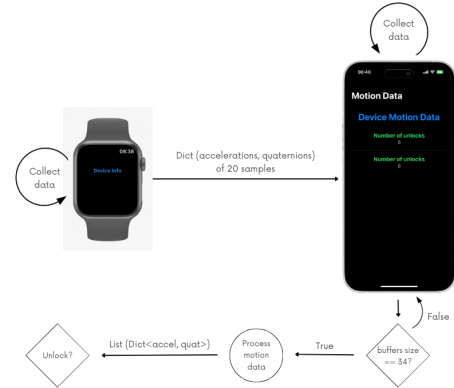 Collect
data
08:46
Motion Data
Device Motion Data
Number of unlocks
0
Number of unlocks
0
08:38
Device Info
Collect
data
Dict (accelerations, quaternions)
of 20 samples
False
Unlock?
List (Dict<accel, quat>)
Process
motion
data
True
buffers size
== 34?